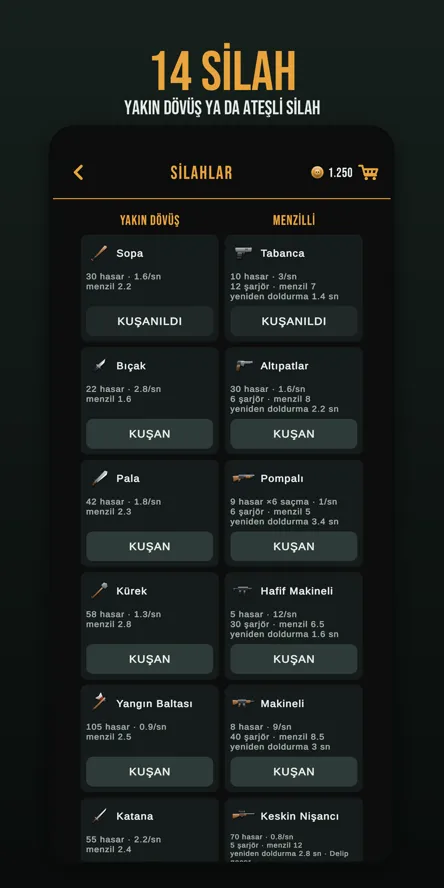 14 SİLAH
YAKIN DÖVÜŞ YA DA ATEŞLİ SİLAH
SİLAHLAR
1.250
YAKIN DÖVÜŞ
MENZİLLİ
Sopa
30 hasar · 1.6/sn
menzil 2.2
KUŞANILDI
Tabanca
10 hasar · 3/sn
12 şarjör · menzil 7
yeniden doldurma 1.4 sn
KUŞANILDI
Bıçak
22 hasar · 2.8/sn
menzil 1.6
KUŞAN
Altıpatlar
30 hasar · 1.6/sn
6 şarjör · menzil 8
yeniden doldurma 2.2 sn
KUŞAN
Pala
42 hasar · 1.8/sn
menzil 2.3
KUŞAN
Pompalı
9 hasar ×6 saçma · 1/sn
6 şarjör · menzil 5
yeniden doldurma 3.4 sn
KUŞAN
Kürek
58 hasar · 1.3/sn
menzil 2.8
KUŞAN
Hafif Makineli
5 hasar · 12/sn
30 şarjör · menzil 6.5
yeniden doldurma 1.6 sn
KUŞAN
Yangın Baltası
105 hasar · 0.9/sn
menzil 2.5
KUŞAN
Makineli
8 hasar · 9/sn
40 şarjör · menzil 8.5
yeniden doldurma 3 sn
KUŞAN
Katana
55 hasar · 2.2/sn
menzil 2.4
Keskin Nişancı
70 hasar · 0.8/sn
5 şarjör · menzil 12
yeniden doldurma 2.8 sn · Delip